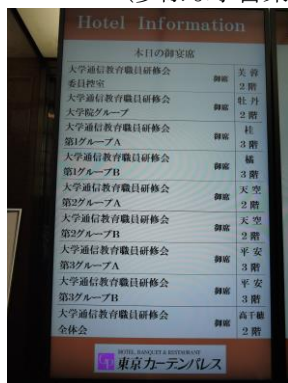 Hotel Information
本日の御宴席
大学通信教育職員研修会
委員控室 御席 芙蓉 2階
大学通信教育職員研修会
大学院グループ 御席 牡丹 2階
大学通信教育職員研修会
第1グループA 御席 桂 3階
大学通信教育職員研修会
第1グループB 御席 橘 3階
大学通信教育職員研修会
第2グループA 御席 天空 2階
大学通信教育職員研修会
第2グループB 御席 天空 2階
大学通信教育職員研修会
第3グループA 御席 平安 3階
大学通信教育職員研修会
第3グループB 御席 平安 3階
大学通信教育職員研修会
全体会 御席 高千穂 2階
HOTEL, BANQUET & RESTAURANT
東京ガーデンパレス